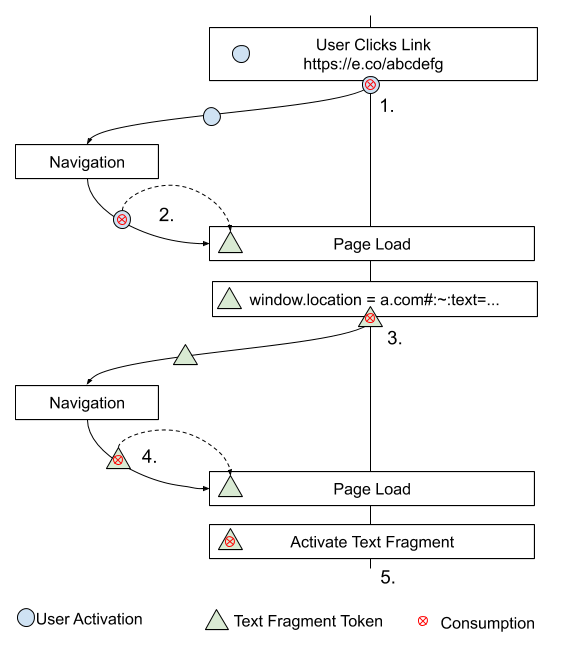 User Clicks Link
https://e.co/abcdefg
1.
Navigation
2.
Page Load
window.location = a.com#:~:text=...
3.
Navigation
4.
Page Load
Activate Text Fragment
5.
User Activation
Text Fragment Token
Consumption